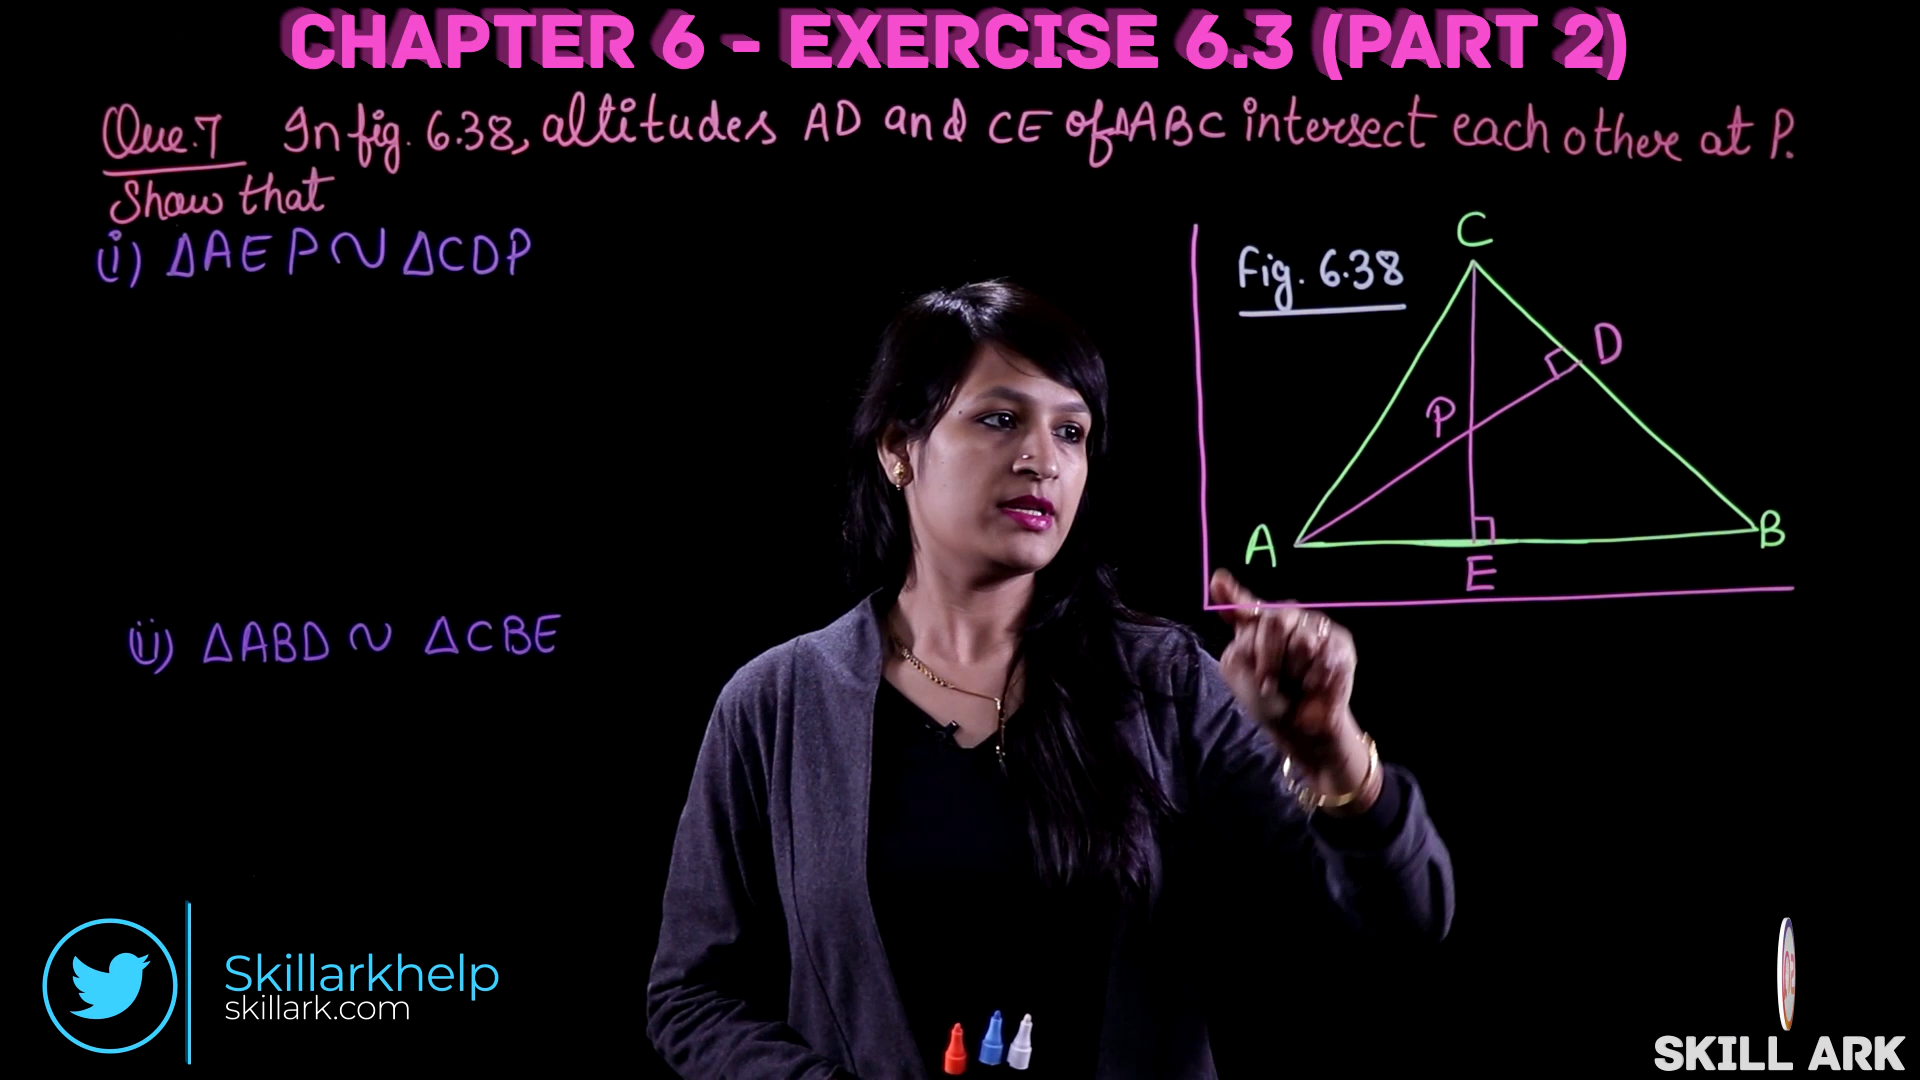 CHAPTER 6 - EXERCISE 6.3 (PART 2)
Que.7 In fig. 6.38, altitudes AD and CE of ΔABC intersect each other at P.
Show that
(i) ΔAEP ~ ΔCDP
Fig. 6.38
C
D
P
A
B
E
(ii) ΔABD ~ ΔCBE
Skillarkhelp
skillark.com
SKILL ARK